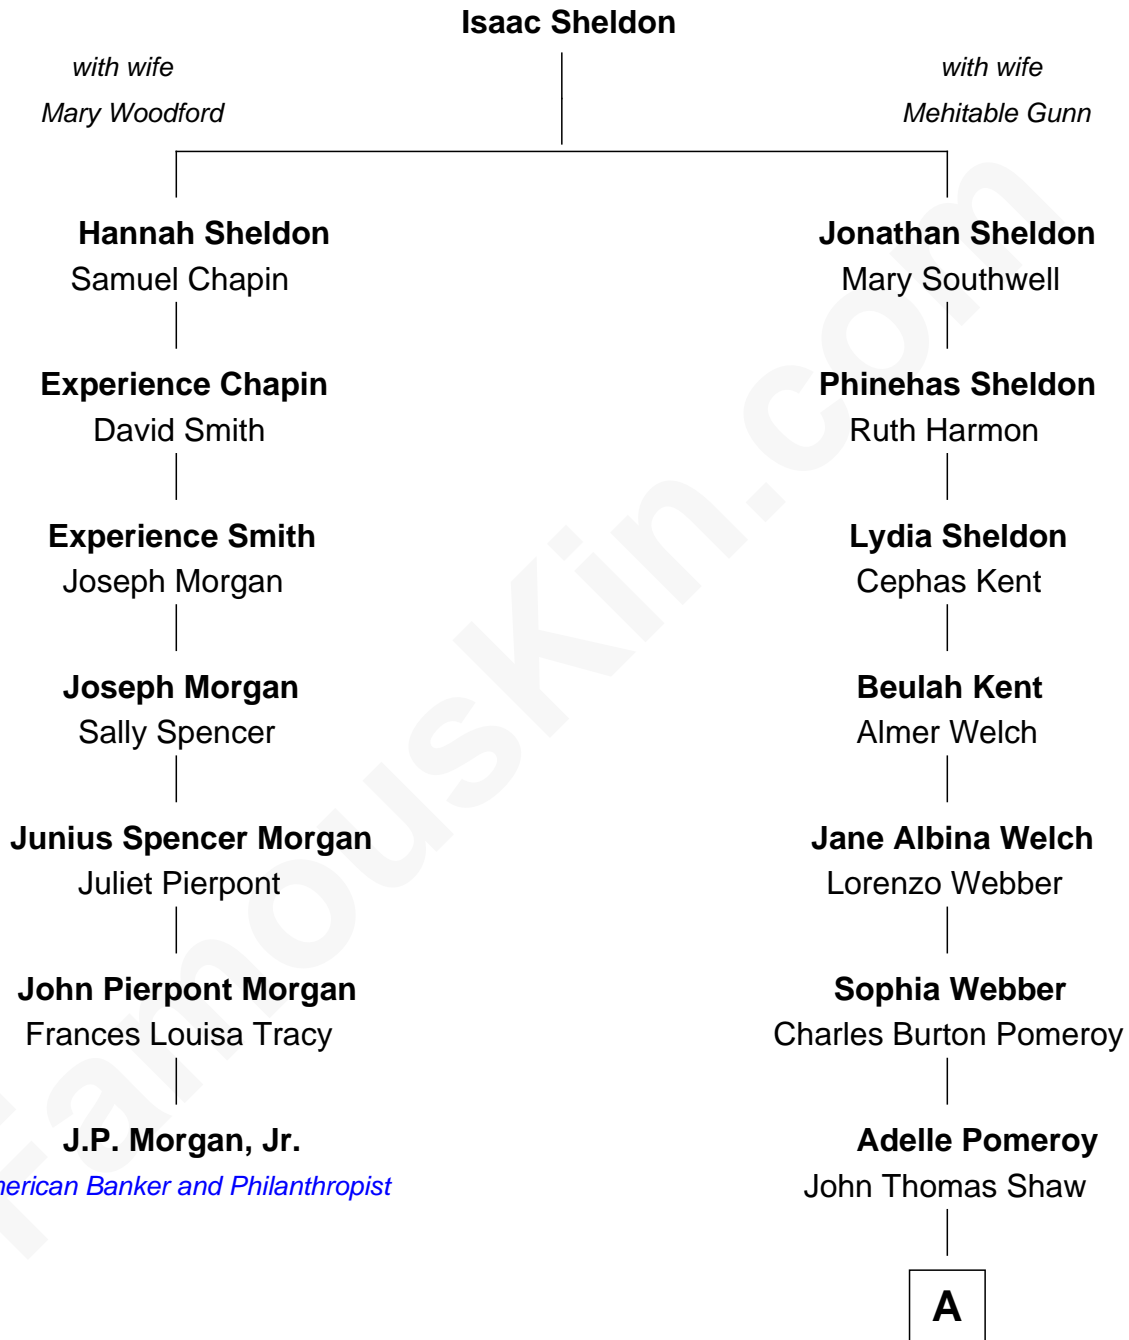 Isaac Sheldon
with wife
Mary Woodford
with wife
Mehitable Gunn
Hannah Sheldon
Samuel Chapin
Jonathan Sheldon
Mary Southwell
Experience Chapin
David Smith
Phinehas Sheldon
Ruth Harmon
Experience Smith
Joseph Morgan
Lydia Sheldon
Cephas Kent
Joseph Morgan
Sally Spencer
Beulah Kent
Almer Welch
Junius Spencer Morgan
Juliet Pierpont
Jane Albina Welch
Lorenzo Webber
John Pierpont Morgan
Frances Louisa Tracy
Sophia Webber
Charles Burton Pomeroy
J.P. Morgan, Jr.
merican Banker and Philanthropist
Adelle Pomeroy
John Thomas Shaw
A
FamousKin.com